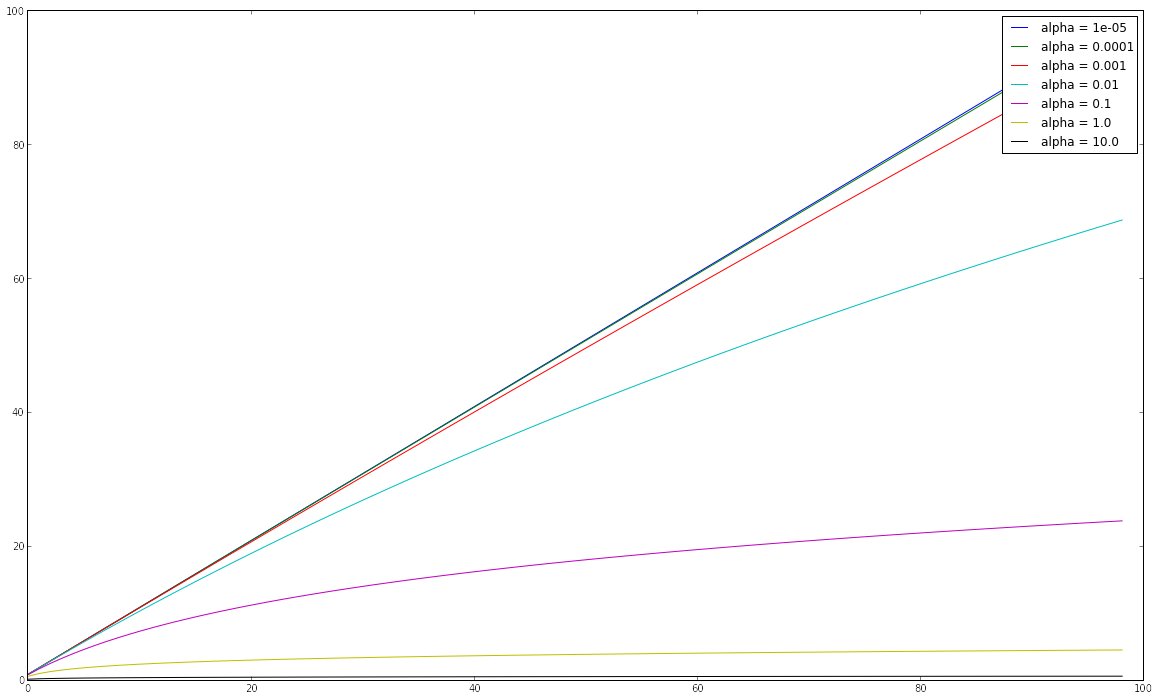 100
80
60
40
20
0
0 20 40 60 80 100
alpha = 1e-05
alpha = 0.0001
alpha = 0.001
alpha = 0.01
alpha = 0.1
alpha = 1.0
alpha = 10.0